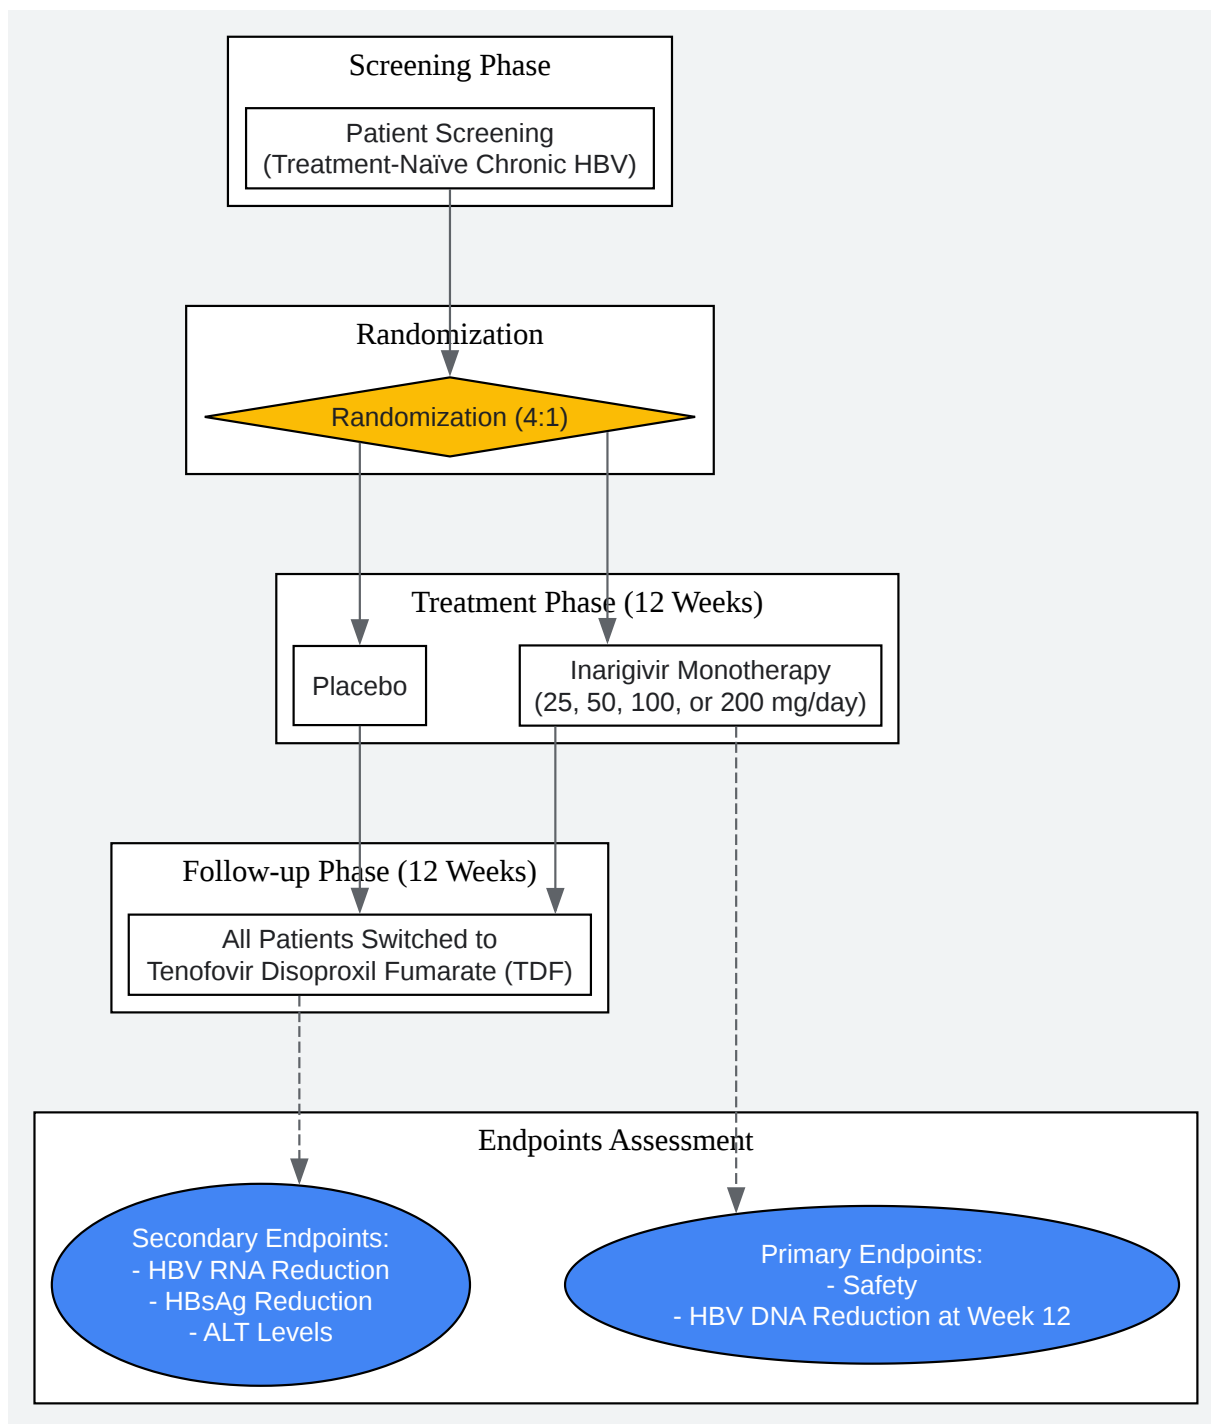 Screening Phase
Patient Screening
(Treatment-Naïve Chronic HBV)
Randomization
Randomization (4:1)
Treatment Phase (12 Weeks)
Placebo
Inarigivir Monotherapy
(25, 50, 100, or 200 mg/day)
Follow-up Phase (12 Weeks)
All Patients Switched to
Tenofovir Disoproxil Fumarate (TDF)
Endpoints Assessment
Secondary Endpoints:
- HBV RNA Reduction
- HBsAg Reduction
- ALT Levels
Primary Endpoints:
- Safety
- HBV DNA Reduction at Week 12